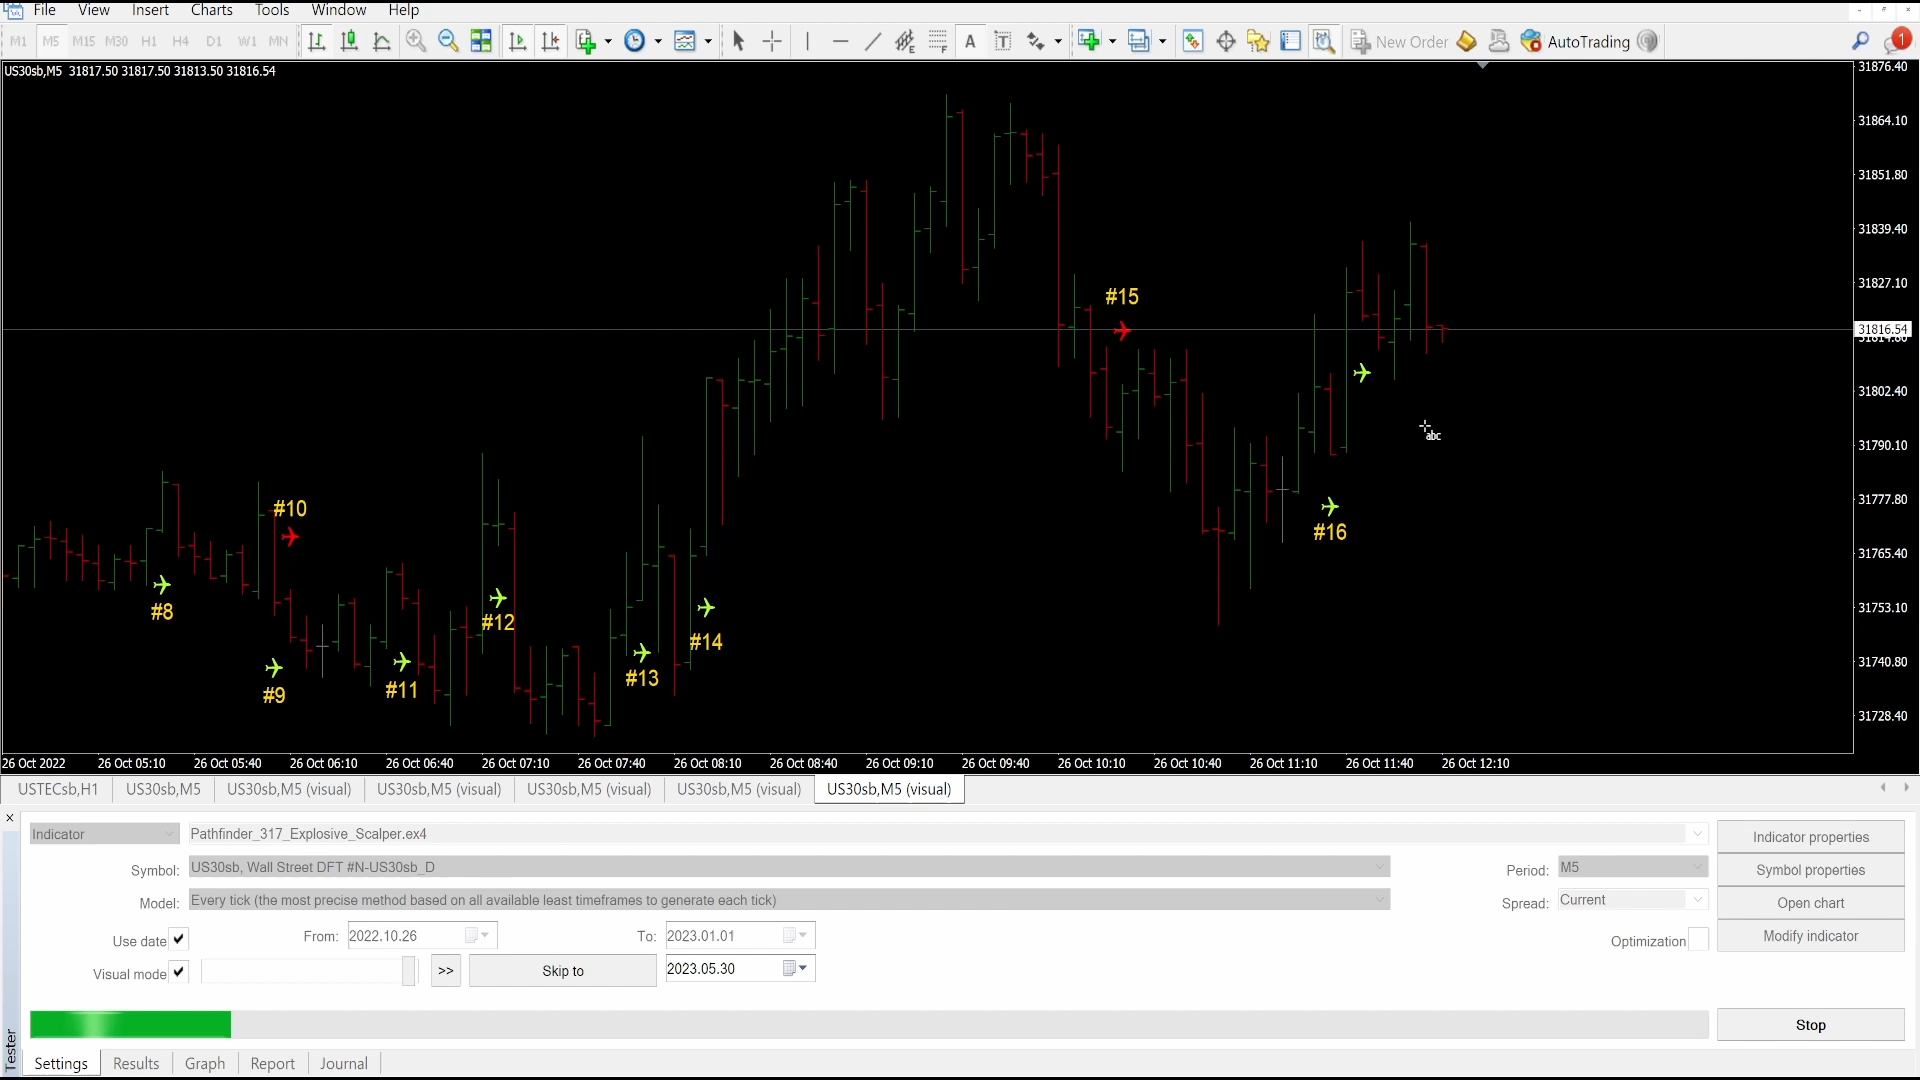 File View Insert Charts Tools Window Help
M1 M5 M15 M30 H1 H4 D1 W1 MN A T E F New Order AutoTrading 1
US30sb,M5 31817.50 31817.50 31813.50 31816.54
31876.40
31864.10
31851.80
31839.40
31827.10
31816.54
31814.80
31802.40
31790.10
31777.80
31765.40
31753.10
31740.80
31728.40
#15
#10
#16
abc
#8
#12
#14
#13
#9
#11
26 Oct 2022 26 Oct 05:10 26 Oct 05:40 26 Oct 06:10 26 Oct 06:40 26 Oct 07:10 26 Oct 07:40 26 Oct 08:10 26 Oct 08:40 26 Oct 09:10 26 Oct 09:40 26 Oct 10:10 26 Oct 10:40 26 Oct 11:10 26 Oct 11:40 26 Oct 12:10
USTECsb,H1 US30sb,M5 US30sb,M5 (visual) US30sb,M5 (visual) US30sb,M5 (visual) US30sb,M5 (visual) US30sb,M5 (visual)
Indicator Pathfinder_317_Explosive_Scalper.ex4 Indicator properties
Symbol: US30sb, Wall Street DFT #N-US30sb_D Period: M5 Symbol properties
Model: Every tick (the most precise method based on all available least timeframes to generate each tick) Spread: Current Open chart
Use date From: 2022.10.26 To: 2023.01.01 Optimization Modify indicator
Visual mode >> Skip to 2023.05.30
Stop
Tester
Settings Results Graph Report Journal